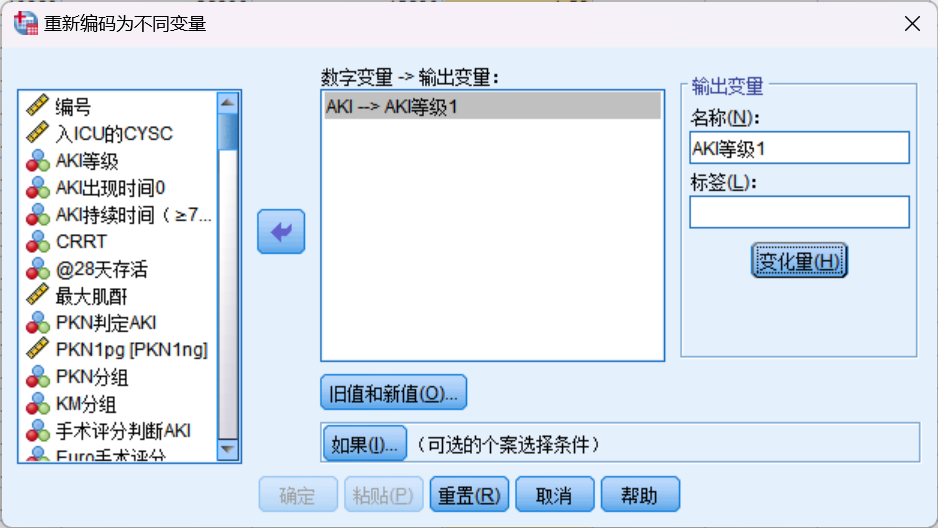 重新编码为不同变量
编号
入ICU的CYSC
AKI等级
AKI出现时间0
AKI持续时间（≥7...
CRRT
@28天存活
最大肌酐
PKN判定AKI
PKN1pg [PKN1ng]
PKN分组
KM分组
手术评分判断AKI
Euro手术评分
数字变量 -> 输出变量：
AKI --> AKI等级1
输出变量
名称(N)：
AKI等级1
标签(L)：
变化量(H)
旧值和新值(O)...
如果(I)...（可选的个案选择条件）
确定 粘贴(P) 重置(R) 取消 帮助